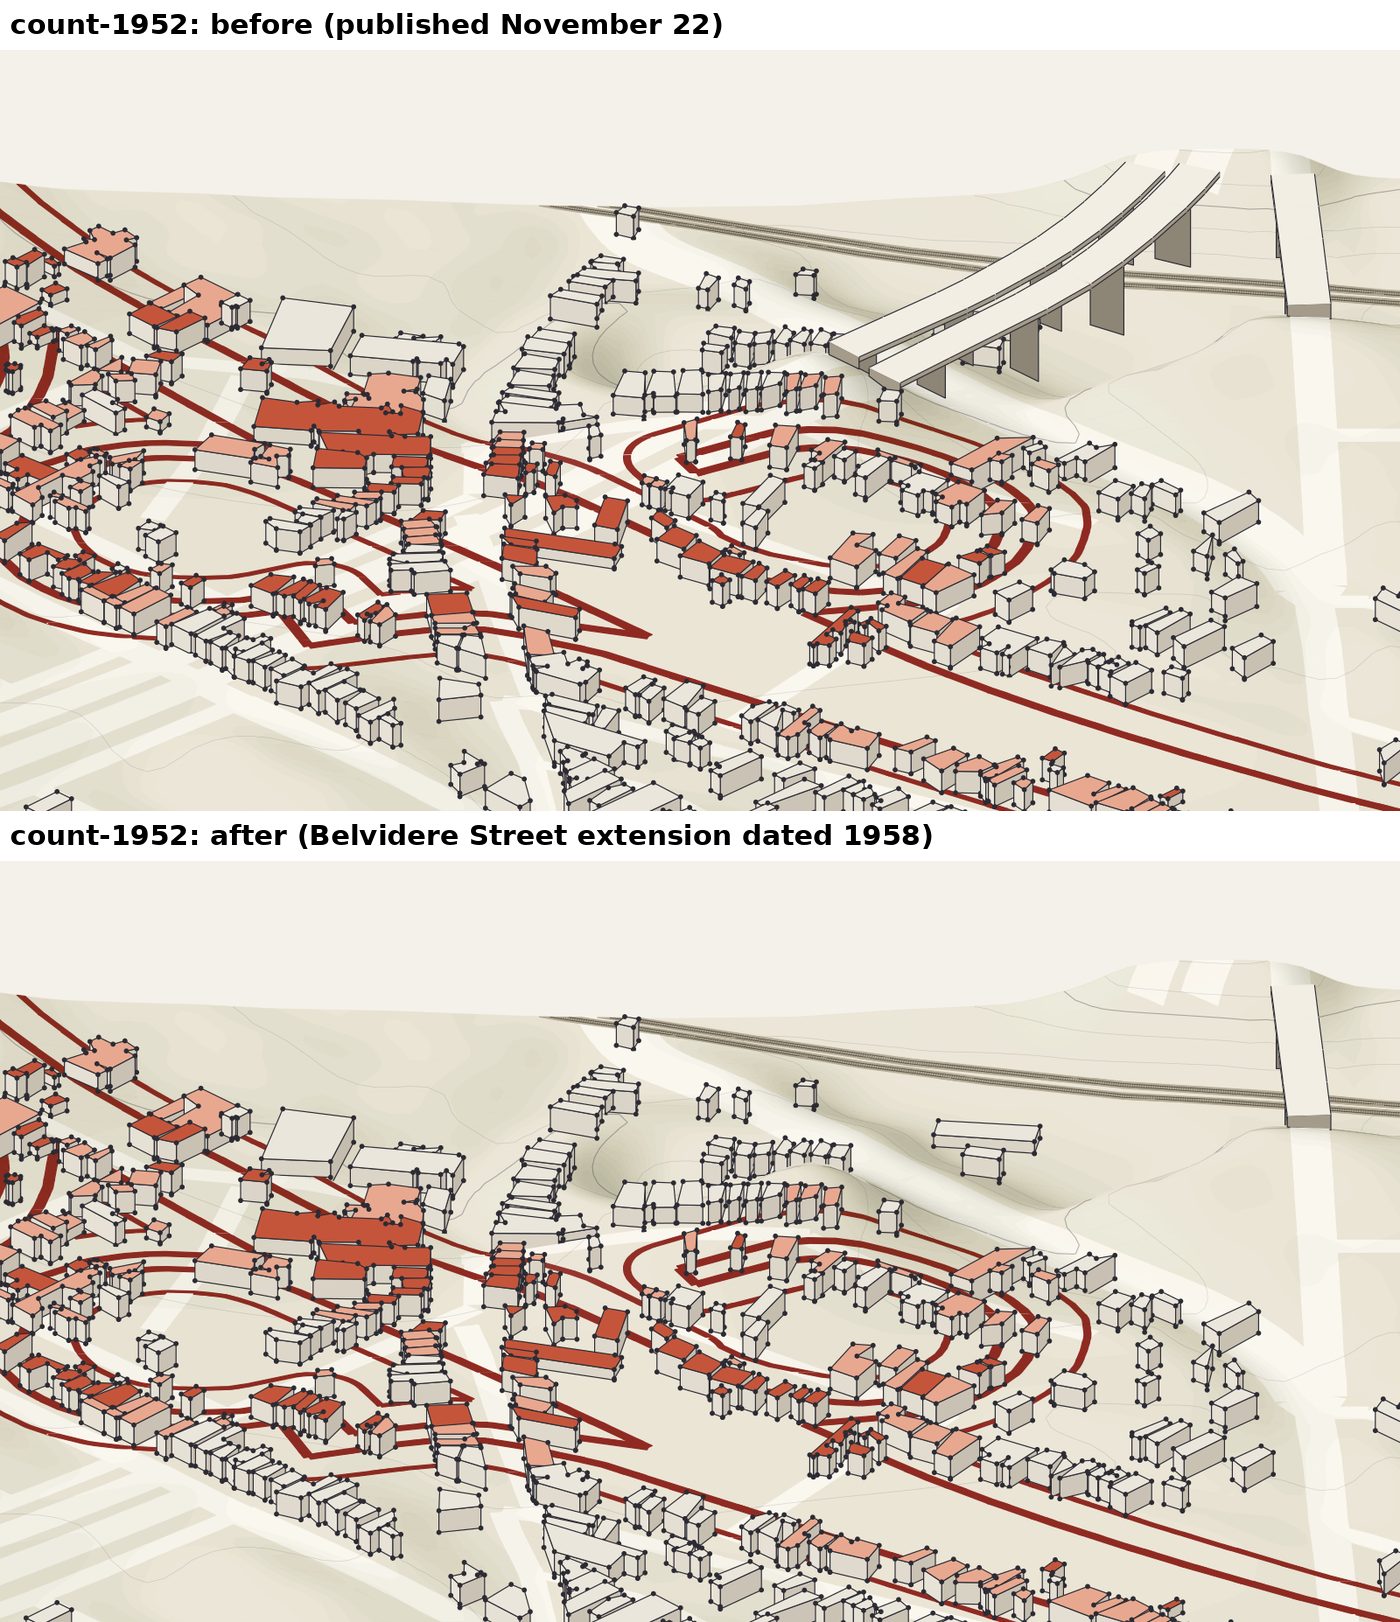 count-1952: before (published November 22)
count-1952: after (Belvidere Street extension dated 1958)